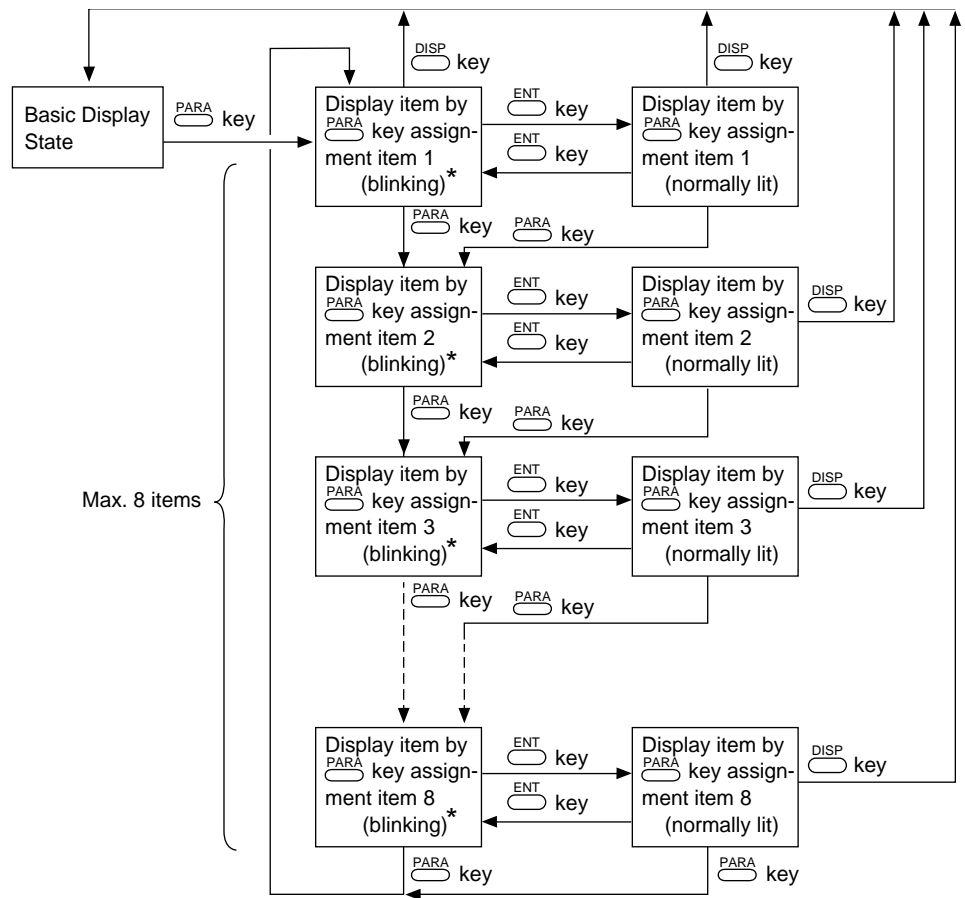 DISP
key
DISP
key
Basic Display
State
PARA
key
Display item by
PARA
key assign-
ment item 1
(blinking)*
ENT
key
ENT
key
Display item by
PARA
key assign-
ment item 1
(normally lit)
PARA
key
PARA
key
Display item by
PARA
key assign-
ment item 2
(blinking)*
ENT
key
ENT
key
Display item by
PARA
key assign-
ment item 2
(normally lit)
DISP
key
PARA
key
PARA
key
Max. 8 items
Display item by
PARA
key assign-
ment item 3
(blinking)*
ENT
key
ENT
key
Display item by
PARA
key assign-
ment item 3
(normally lit)
DISP
key
PARA
key
PARA
key
Display item by
PARA
key assign-
ment item 8
(blinking)*
ENT
key
ENT
key
Display item by
PARA
key assign-
ment item 8
(normally lit)
DISP
key
PARA
key
PARA
key